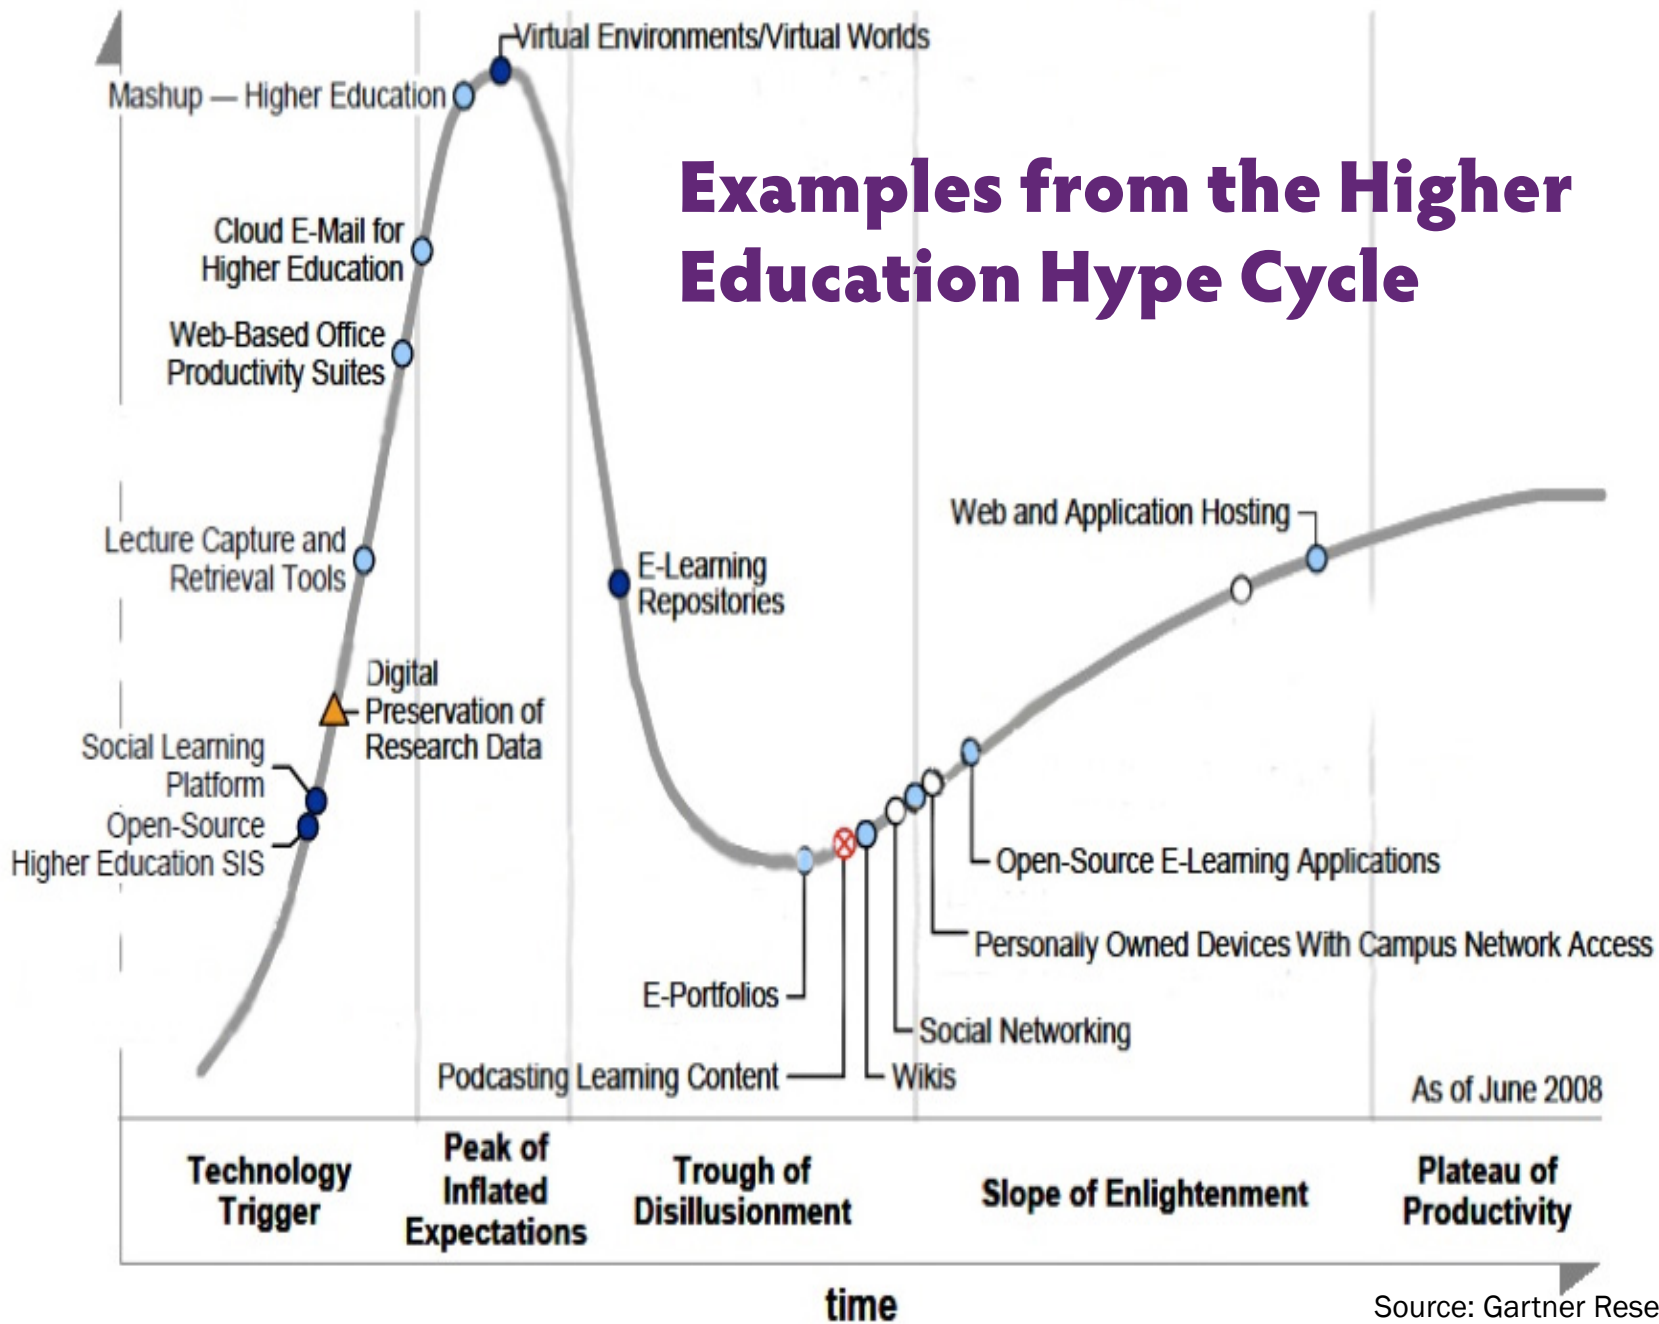 Virtual Environments/Virtual Worlds
Mashup — Higher Education
Examples from the Higher
Education Hype Cycle
Cloud E-Mail for
Higher Education
Web-Based Office
Productivity Suites
Web and Application Hosting
Lecture Capture and
Retrieval Tools
E-Learning
Repositories
Digital
Preservation of
Research Data
Social Learning
Platform
Open-Source
Higher Education SIS
Open-Source E-Learning Applications
Personally Owned Devices With Campus Network Access
E-Portfolios
Social Networking
Podcasting Learning Content
Wikis
As of June 2008
Technology
Trigger
Peak of
Inflated
Expectations
Trough of
Disillusionment
Slope of Enlightenment
Plateau of
Productivity
time
Source: Gartner Rese